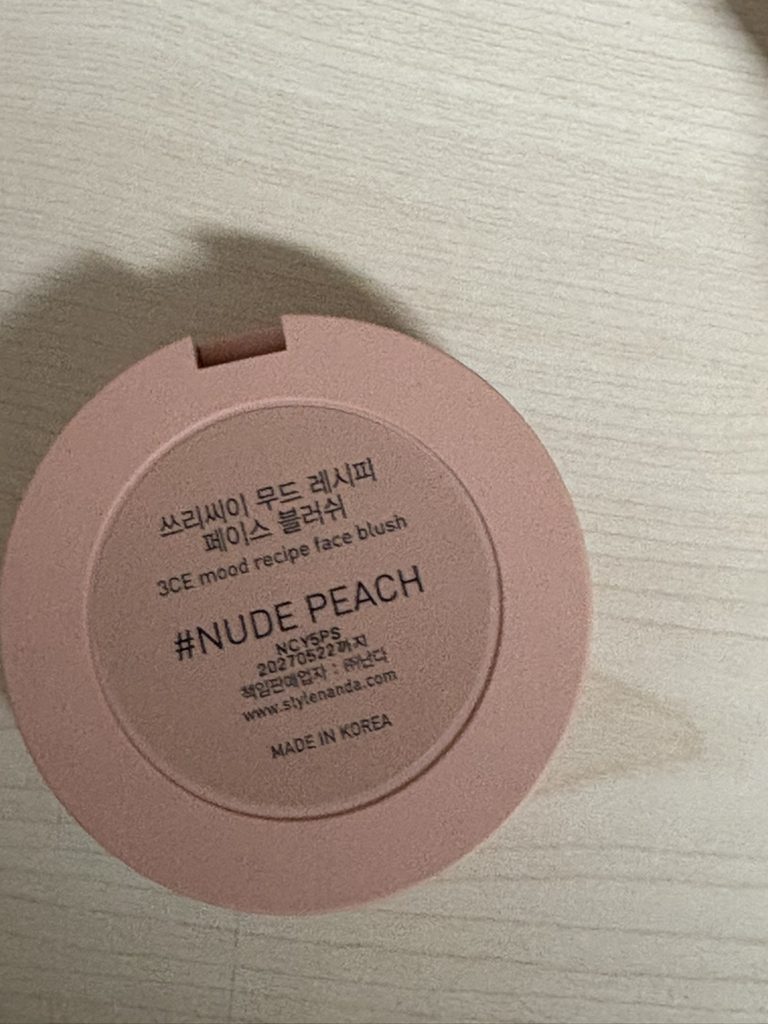 쓰리씨이 무드 레시피
페이스 블러쉬
3CE mood recipe face blush
#NUDE PEACH
NCY5PS
20270522까지
책임판매업자 : ㈜난다
www.stylenanda.com
MADE IN KOREA